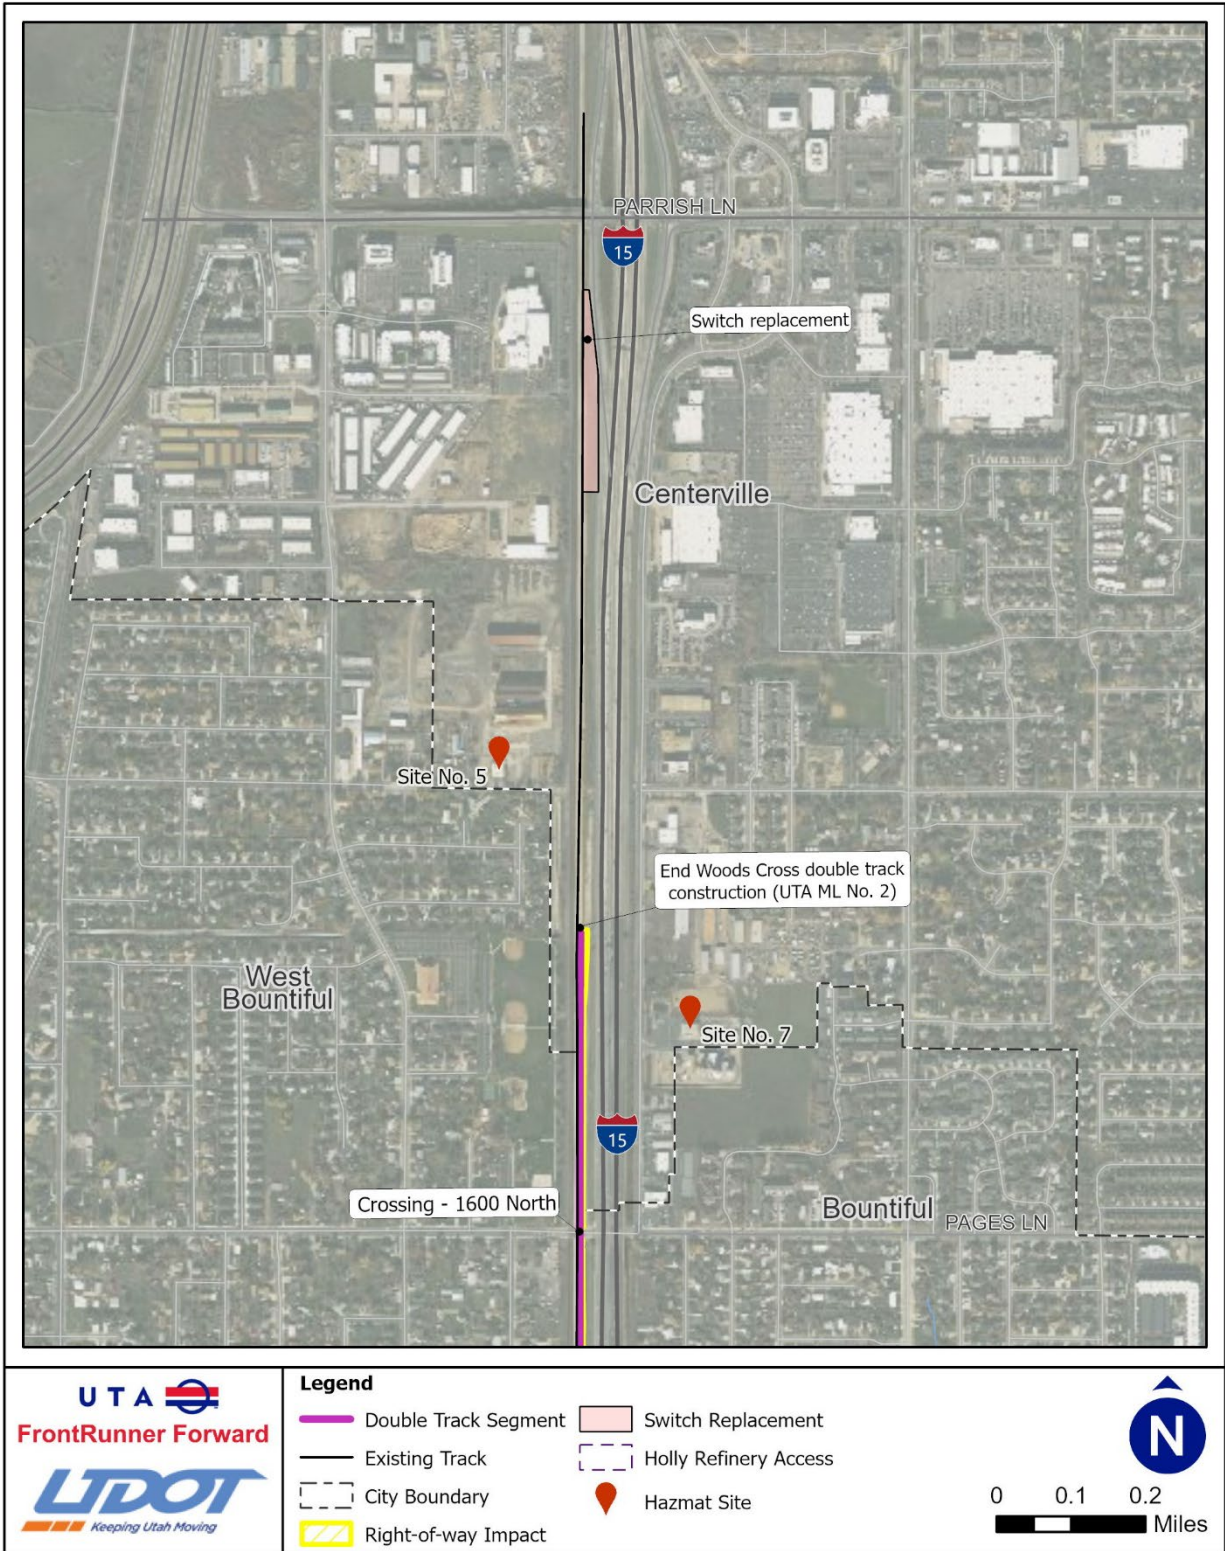 PARRISH LN
15
Switch replacement
Centerville
Site No. 5
End Woods Cross double track
construction (UTA ML No. 2)
West
Bountiful
Site No. 7
15
Crossing - 1600 North
Bountiful
PAGES LN
UTA
FrontRunner Forward
UDOT
Keeping Utah Moving
Legend
Double Track Segment
Existing Track
City Boundary
Right-of-way Impact
Switch Replacement
Holly Refinery Access
Hazmat Site
N
0 0.1 0.2
Miles